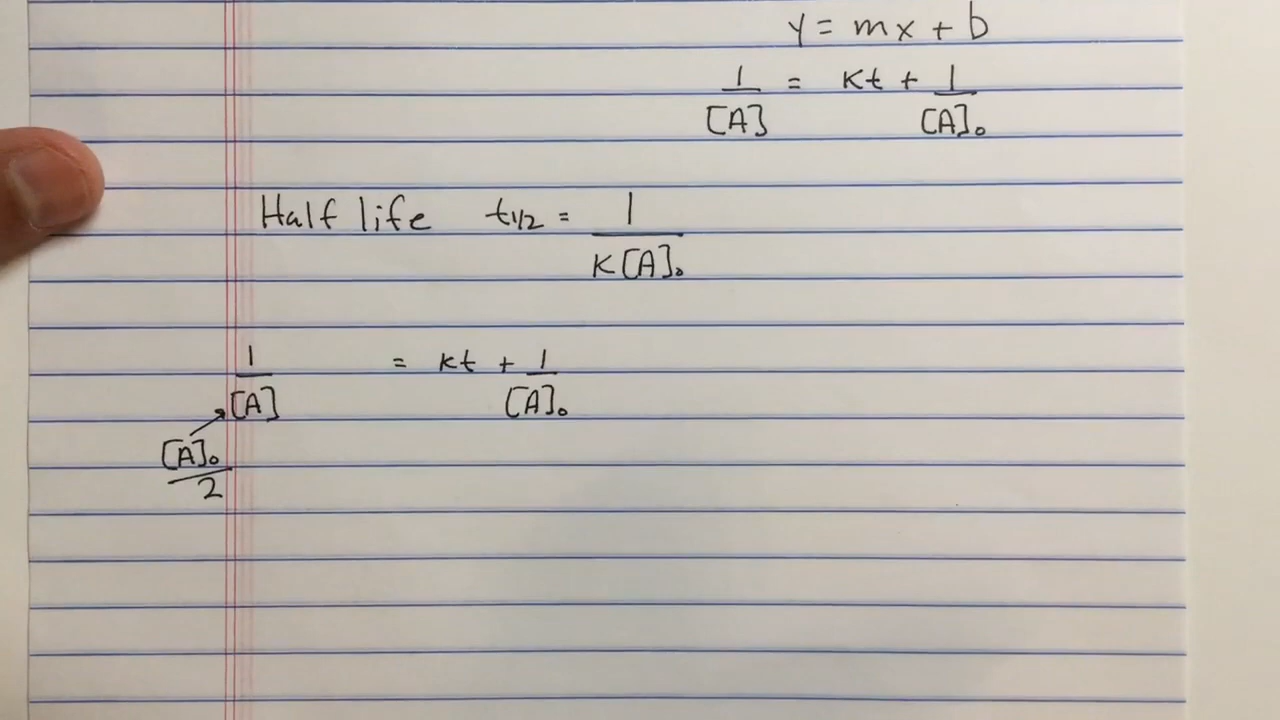 y = mx + b
1/[A] = kt + 1/[A]₀
Half life t1/2 = 1/K[A]₀
1/[A] = kt + 1/[A]₀
[A]₀/2